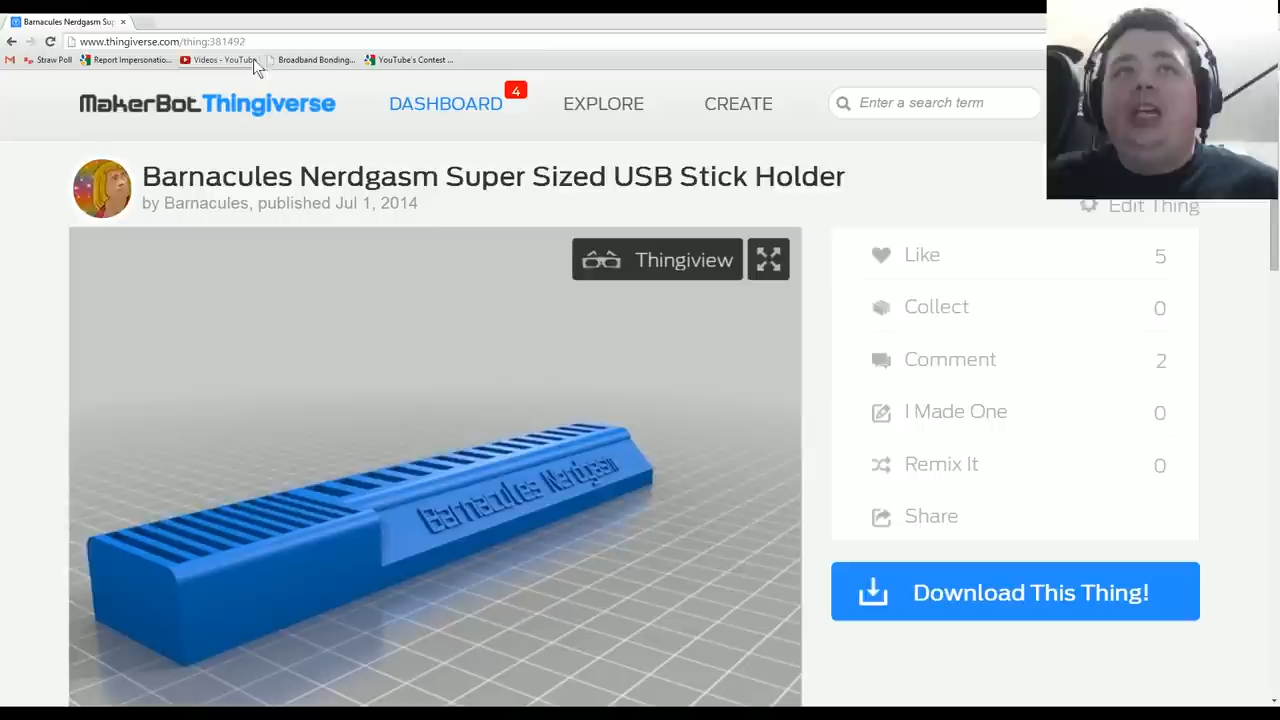 Barnacules Nerdgasm Sup
www.thingiverse.com/thing:381492
Straw Poll Report Impersonatio... Videos - YouTube Broadband Bonding... YouTube's Contest ...
MakerBot Thingiverse DASHBOARD 4 EXPLORE CREATE Enter a search term
Barnacules Nerdgasm Super Sized USB Stick Holder
by Barnacules, published Jul 1, 2014
Edit Thing
Thingiview
Like 5
Collect 0
Comment 2
I Made One 0
Remix It 0
Share
Barnacules Nerdgasm
Download This Thing!